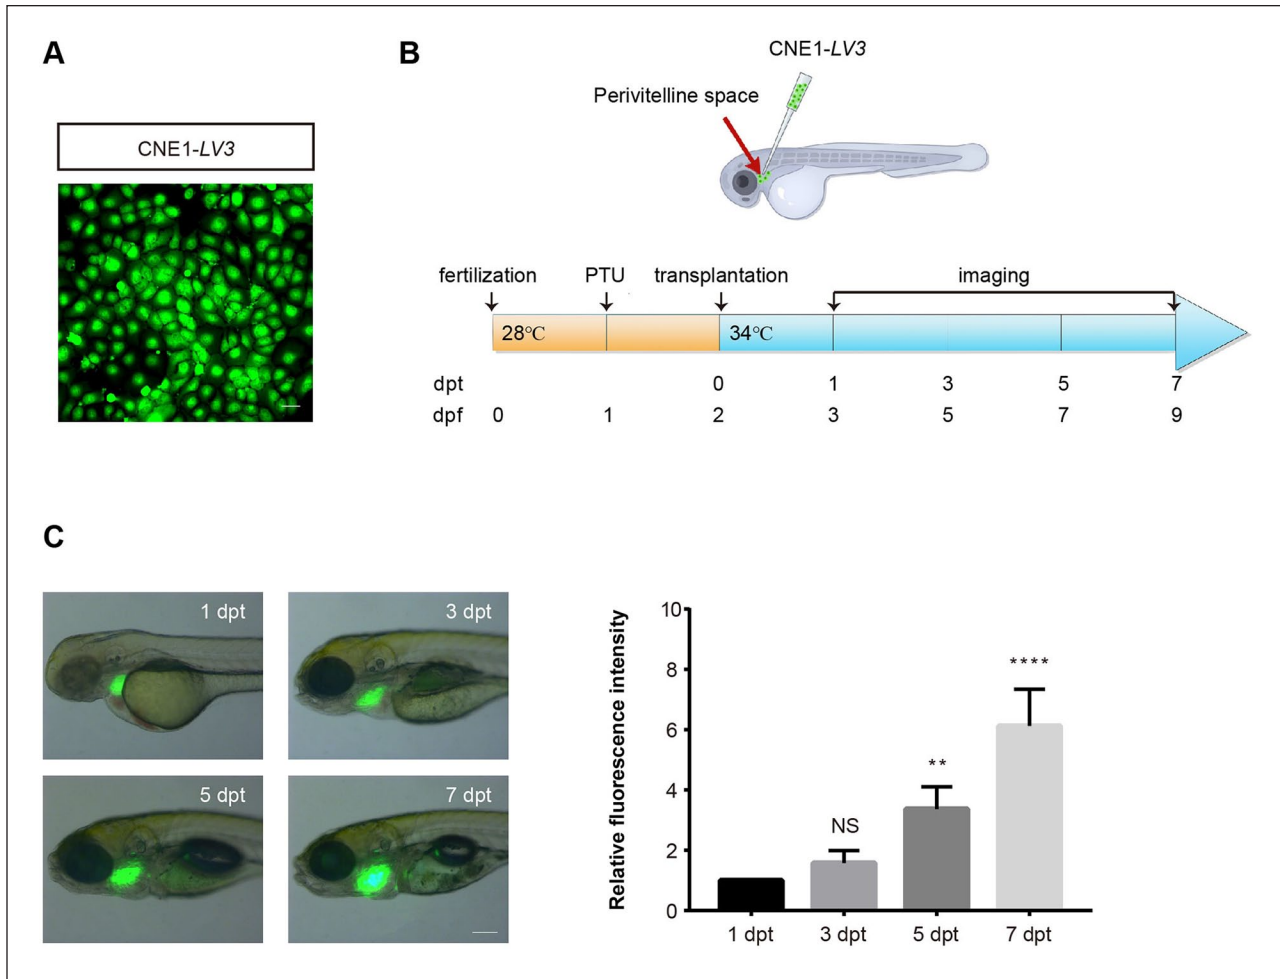 A
CNE1-LV3
B
CNE1-LV3
Perivitelline space
fertilization PTU transplantation imaging
28℃ 34℃
dpt 0 1 3 5 7
dpf 0 1 2 3 5 7 9
C
1 dpt
3 dpt
5 dpt
7 dpt
Relative fluorescence intensity
10
8
6
4
2
0
NS
**
****
1 dpt 3 dpt 5 dpt 7 dpt